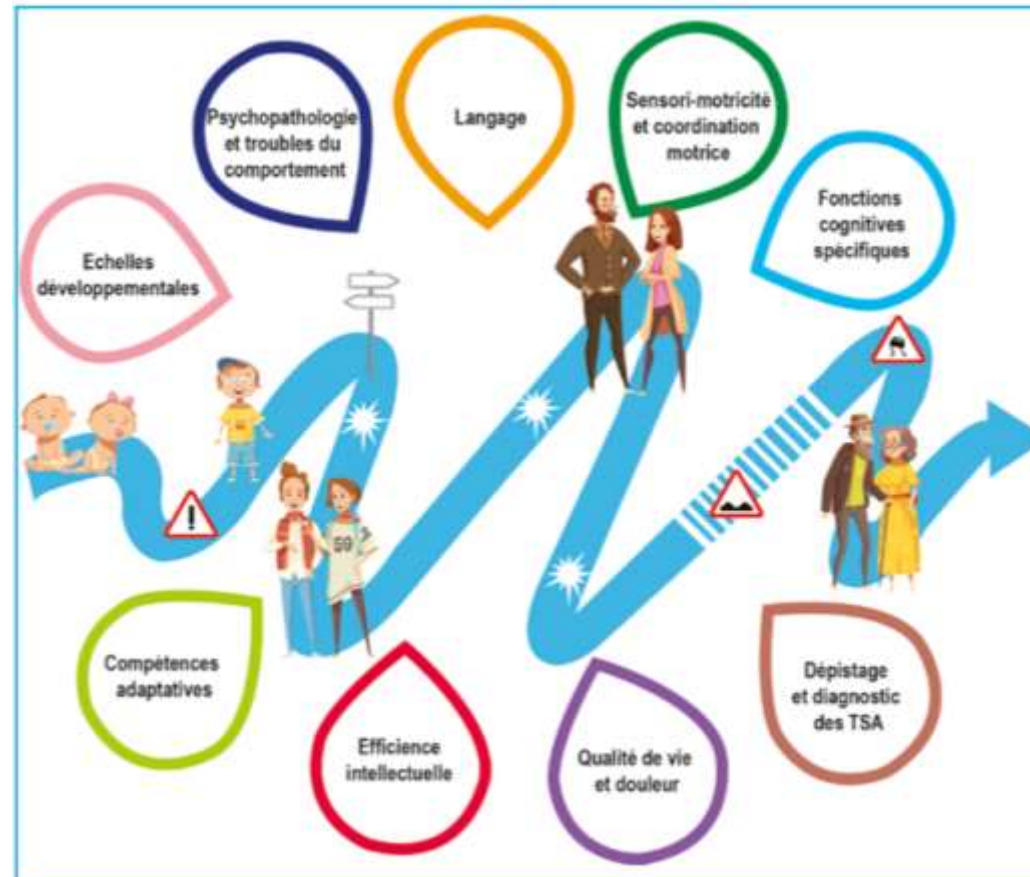 Psychopathologie
et troubles du
comportement
Langage
Sensori-motricité
et coordination
motrice
Fonctions
cognitives
spécifiques
Echelles
développementales
Compétences
adaptatives
Efficience
intellectuelle
Qualité de vie
et douleur
Dépistage
et diagnostic
des TSA
59